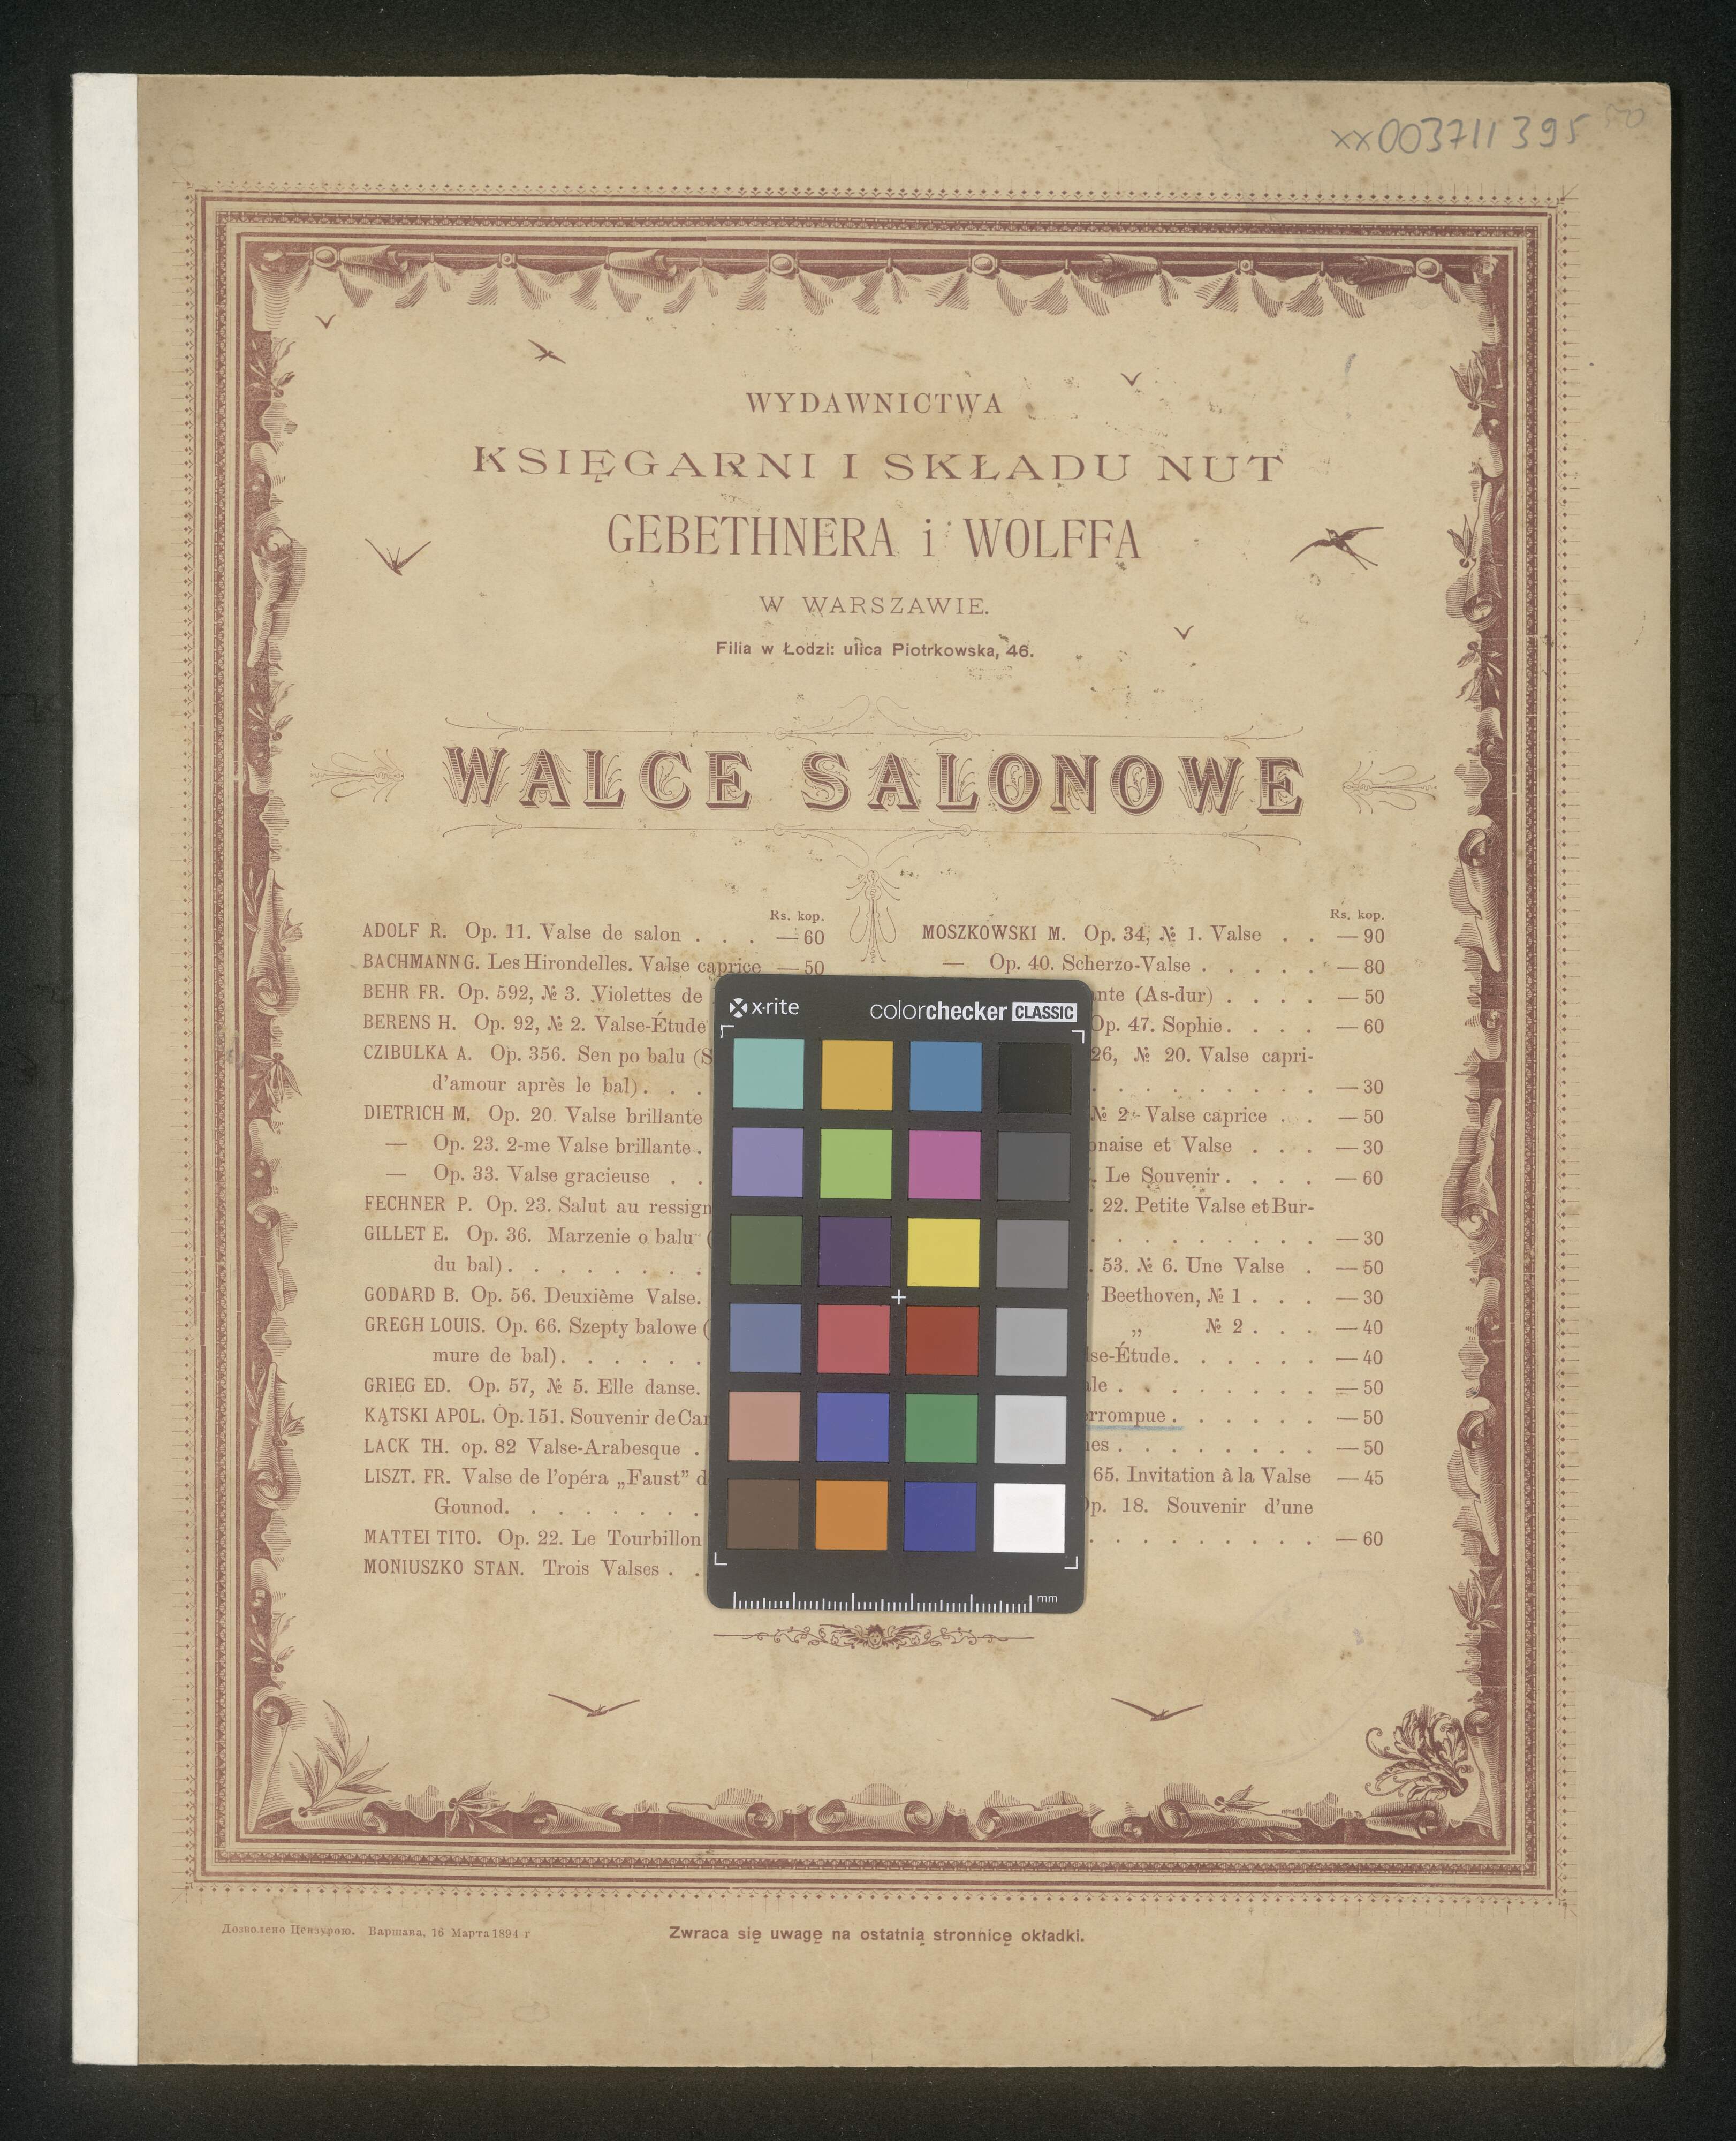 xx003711395
WYDAWNICTWA
KSIĘGARNI I SKŁADU NUT
GEBETHNERA i WOLFFA
W WARSZAWIE.
Filia w Łodzi: ulica Piotrkowska, 46.
WALCE SALONOWE
Rs. kop.
ADOLF R. Op. 11. Valse de salon . . . — 60
BACHMANN G. Les Hirondelles. Valse caprice — 50
BEHR FR. Op. 592, № 3. Violettes de
BERENS H. Op. 92, № 2. Valse-Étude
CZIBULKA A. Op. 356. Sen po balu (S
d'amour après le bal) . . .
DIETRICH M. Op. 20. Valse brillante
— Op. 23. 2-me Valse brillante .
— Op. 33. Valse gracieuse . .
FECHNER P. Op. 23. Salut au ressign
GILLET E. Op. 36. Marzenie o balu (
du bal) . . . . . . . .
GODARD B. Op. 56. Deuxième Valse.
GREGH LOUIS. Op. 66. Szepty balowe (
mure de bal) . . . . . .
GRIEG ED. Op. 57, № 5. Elle danse.
KĄTSKI APOL. Op. 151. Souvenir de Car
LACK TH. op. 82 Valse-Arabesque .
LISZT. FR. Valse de l'opéra „Faust” d
Gounod. . . . . . . .
MATTEI TITO. Op. 22. Le Tourbillon
MONIUSZKO STAN. Trois Valses . .
Rs. kop.
MOSZKOWSKI M. Op. 34, № 1. Valse . . — 90
— Op. 40. Scherzo-Valse . . . . . — 80
nte (As-dur) . . . . — 50
Op. 47. Sophie. . . . — 60
26, № 20. Valse capri-
. . . . . . . . . — 30
№ 2 - Valse caprice . . — 50
onaise et Valse . . . — 30
. Le Souvenir. . . . — 60
. 22. Petite Valse et Bur-
. . . . . . . . . — 30
. 53. № 6. Une Valse . — 50
Beethoven, № 1 . . . — 30
„ № 2 . . . — 40
lse-Étude. . . . . . — 40
ale . . . . . . . . — 50
errompue . . . . . . — 50
nes . . . . . . . . — 50
65. Invitation à la Valse — 45
Op. 18. Souvenir d'une
. . . . . . . . . — 60
x·rite colorchecker CLASSIC
mm
Дозволено Цензурою. Варшава, 16 Марта 1894 г
Zwraca się uwagę na ostatnią stronnicę okładki.